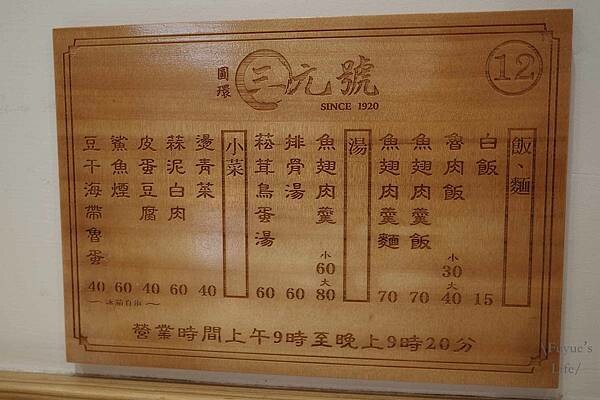 圓環
三元號
SINCE 1920
12
飯、麵
白飯 15
魯肉飯 小30 大40
魚翅肉羹飯 70
魚翅肉羹麵 70
湯
魚翅肉羹 小60 大80
排骨湯 60
菘茸鳥蛋湯 60
小菜
燙青菜 40
蒜泥白肉 60
皮蛋豆腐 40
鯊魚煙 60
豆干海帶魯蛋 40
營業時間上午9時至晚上9時20分
Fuyue's
Life/